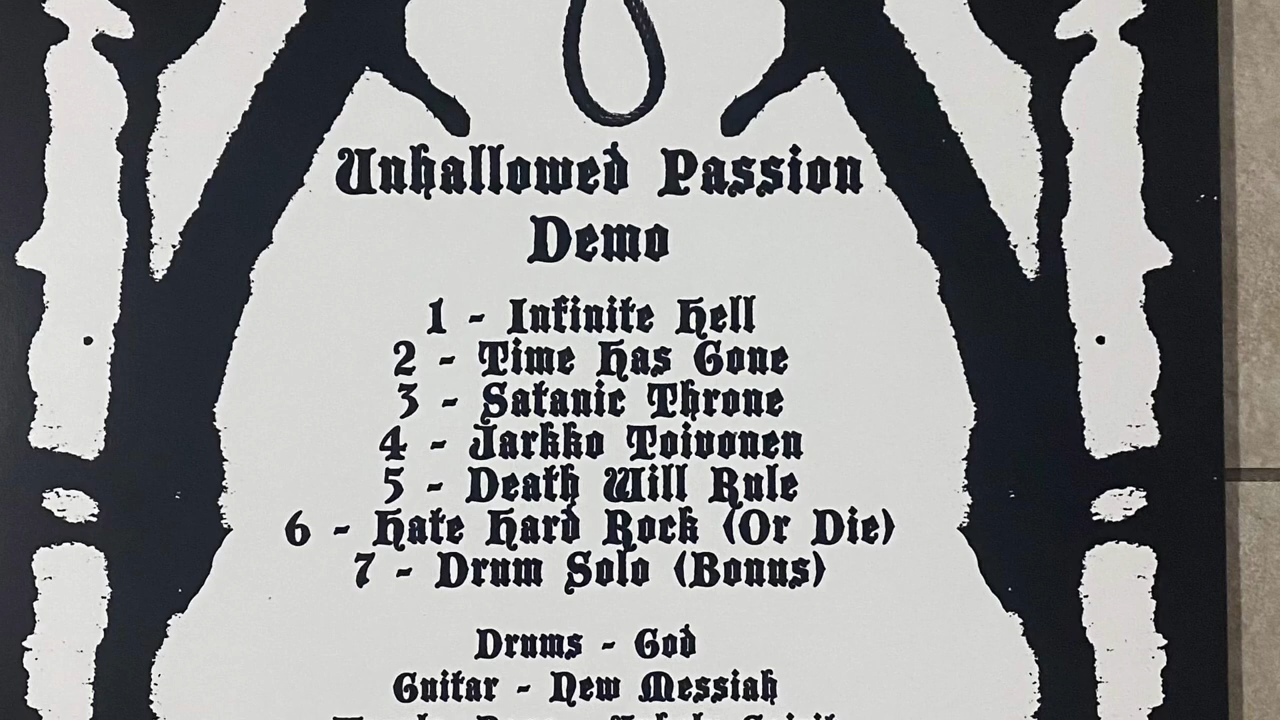 Unhallowed Passion
Demo
1 - Infinite Hell
2 - Time Has Gone
3 - Satanic Throne
4 - Jarkko Toivonen
5 - Death Will Rule
6 - Hate Hard Rock (Or Die)
7 - Drum Solo (Bonus)
Drums - God
Guitar - New Messiah